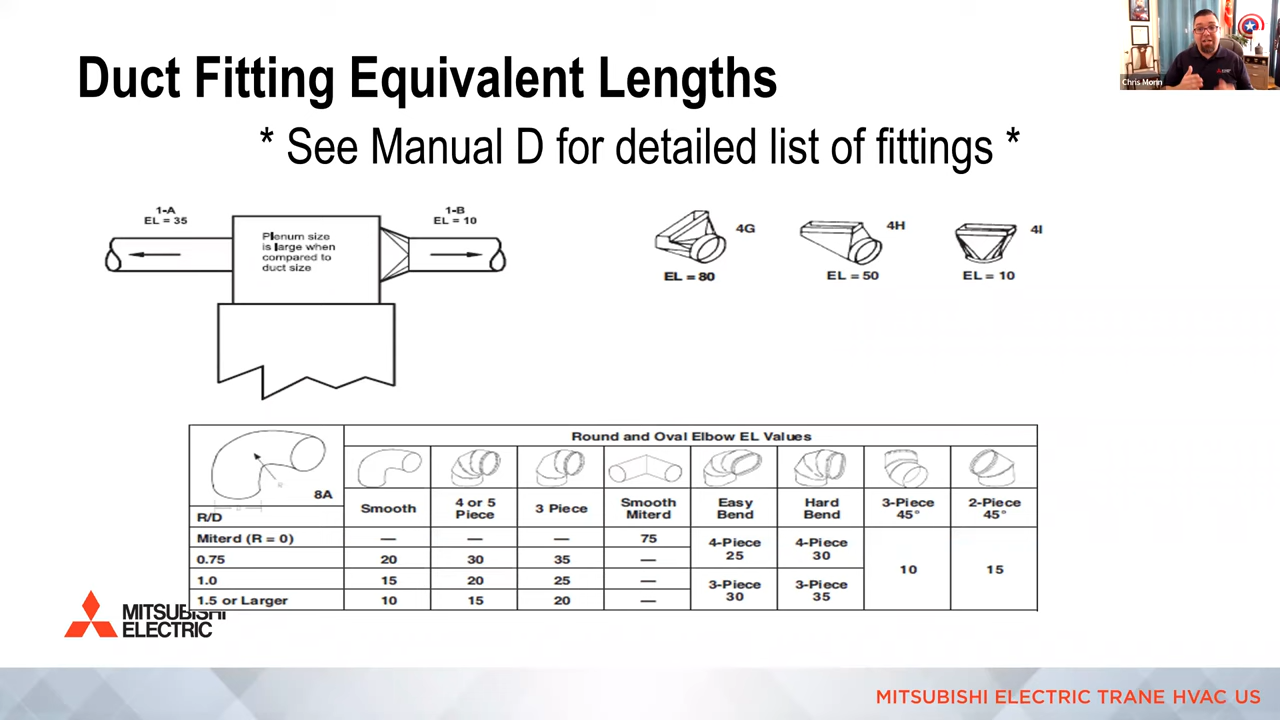 Duct Fitting Equivalent Lengths
* See Manual D for detailed list of fittings *
Chris Morin
1-A
EL = 35
1-B
EL = 10
Plenum size
is large when
compared to
duct size
4G
EL = 80
4H
EL = 50
4I
EL = 10
8A
R/D
Round and Oval Elbow EL Values
Smooth
4 or 5
Piece
3 Piece
Smooth
Miterd
Easy
Bend
Hard
Bend
3-Piece
45°
2-Piece
45°
Miterd (R = 0) — — — 75
0.75 20 30 35 —
1.0 15 20 25 —
1.5 or Larger 10 15 20 —
4-Piece
25
3-Piece
30
4-Piece
30
3-Piece
35
10
15
MITSUBISHI
ELECTRIC
MITSUBISHI ELECTRIC TRANE HVAC US